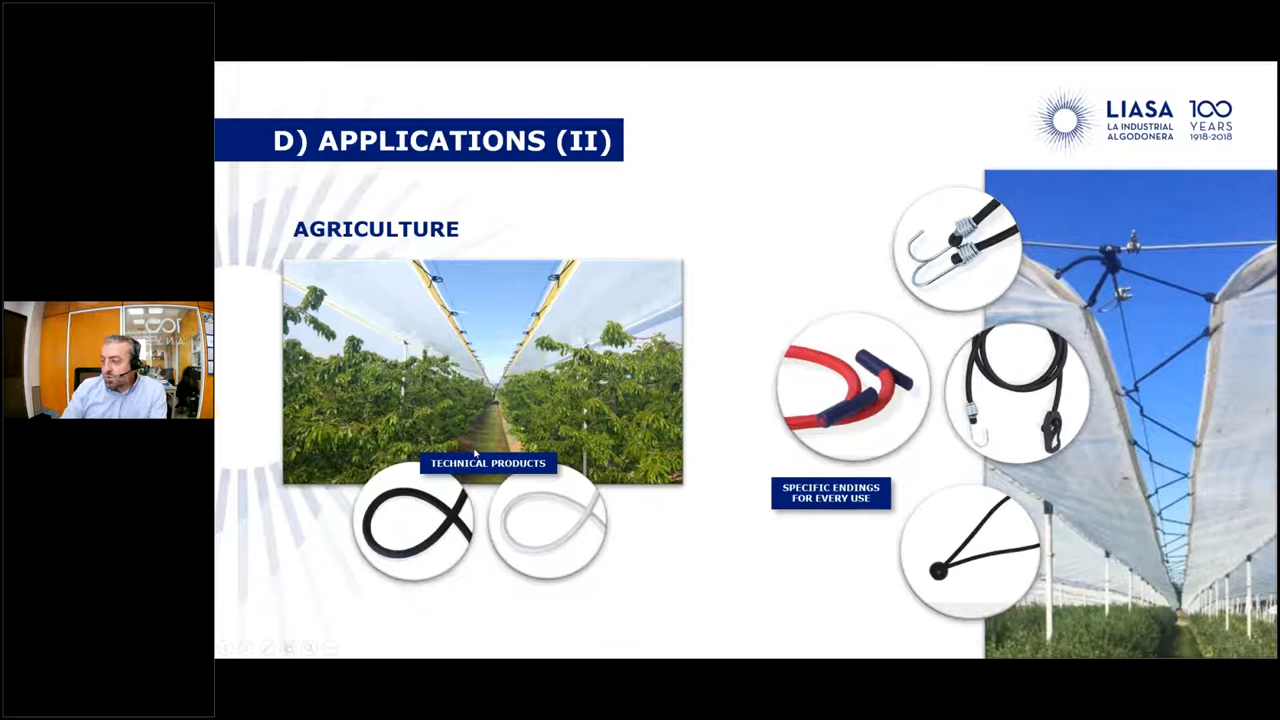 D) APPLICATIONS (II)
LIASA
LA INDUSTRIAL
ALGODONERA
100
YEARS
1918-2018
AGRICULTURE
TECHNICAL PRODUCTS
SPECIFIC ENDINGS
FOR EVERY USE